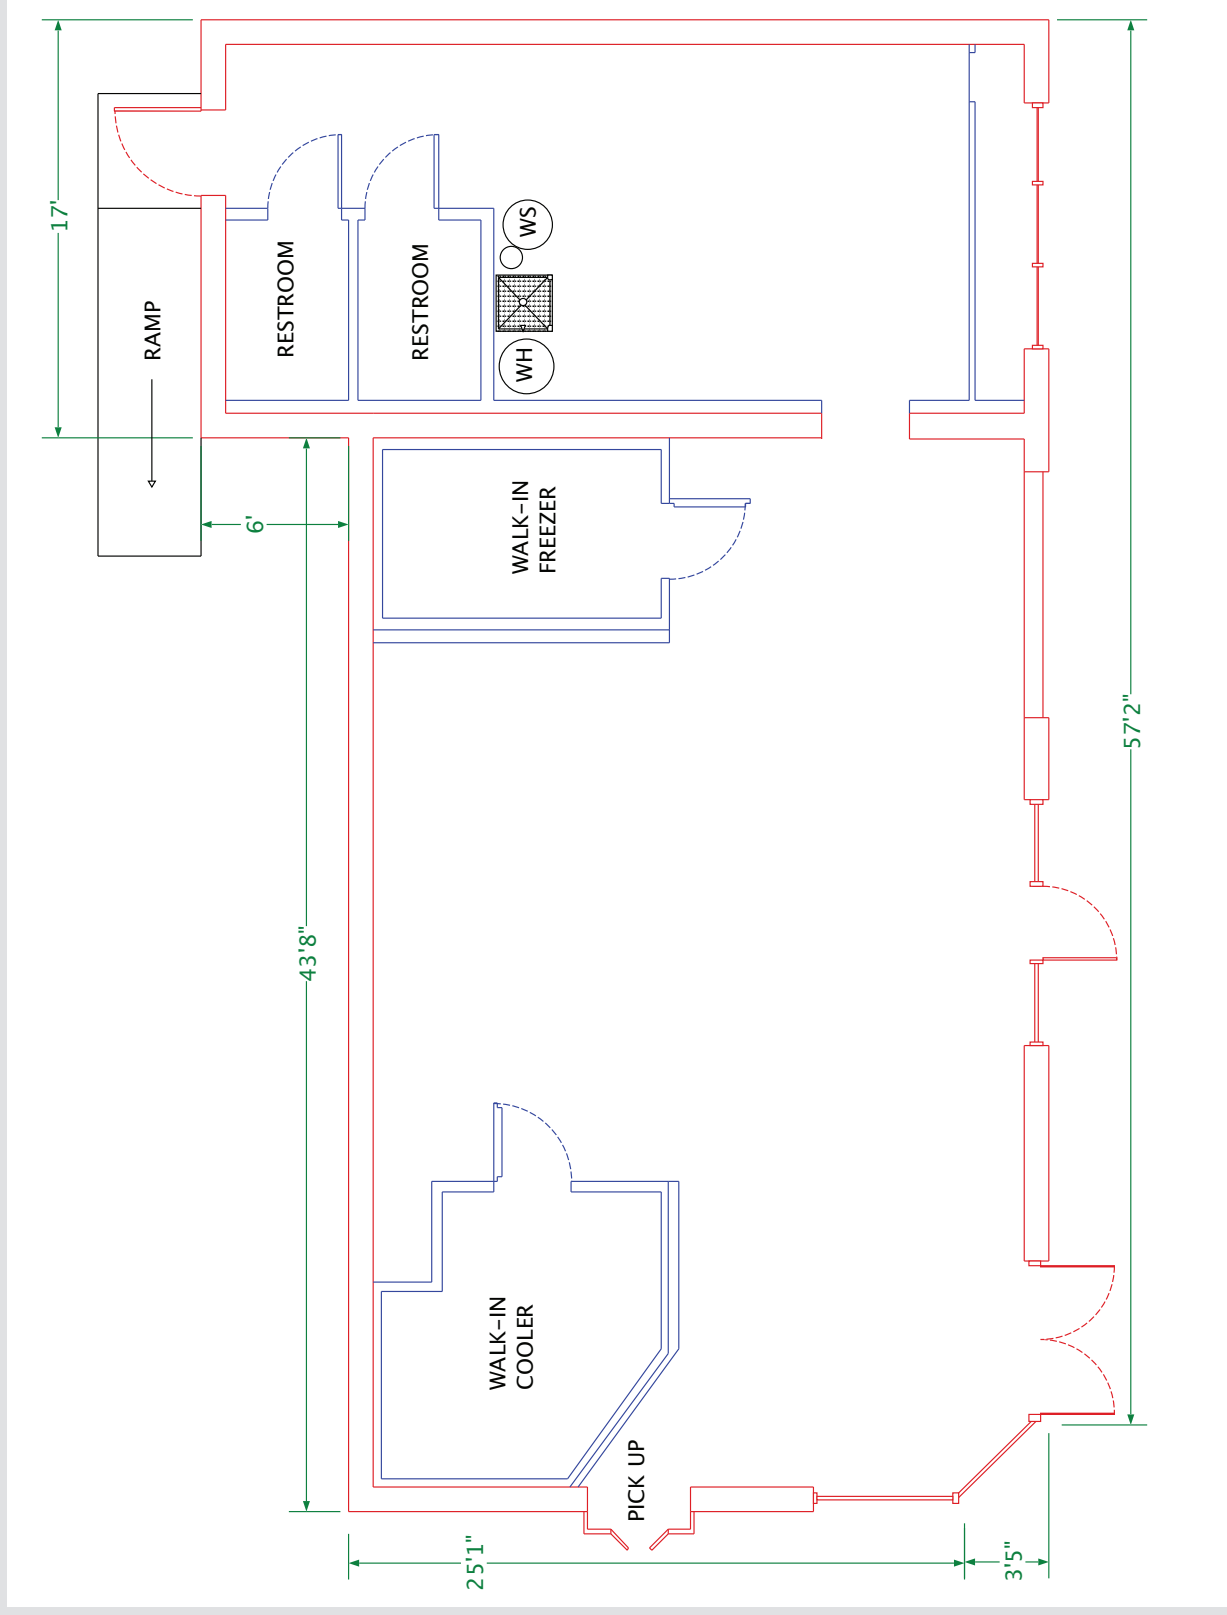 17'
RAMP
RESTROOM
RESTROOM
WS
WH
6'
WALK-IN
FREEZER
57'2"
43'8"
WALK-IN
COOLER
PICK UP
25'1"
3'5"